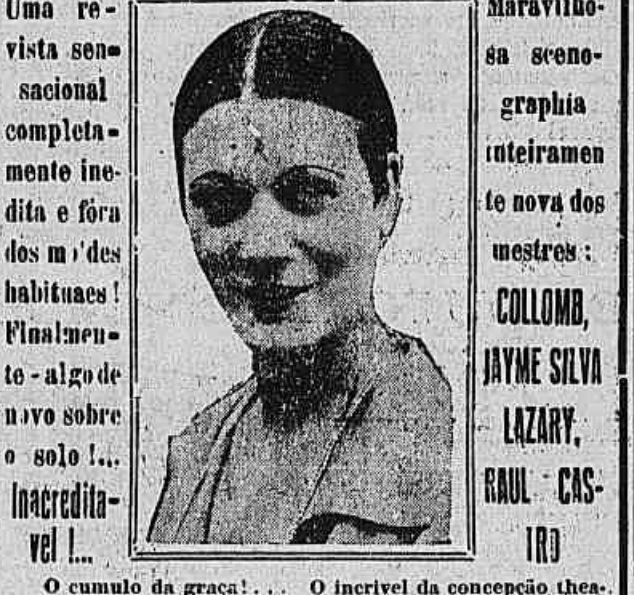 Uma re-
vista sen-
sacional
completa-
mente ine-
dita e fóra
dos moldes
habituaes!
Finalmen-
te - algo de
novo sobre
o solo!...
Inacredita-
vel!...
Maravilho-
sa sceno-
graphia
inteiramen
te nova dos
mestres:
COLLOMB,
JAYME SILVA
LAZARY,
RAUL CAS-
TRO
O cumulo da graça!... O incrivel da concepção thea-